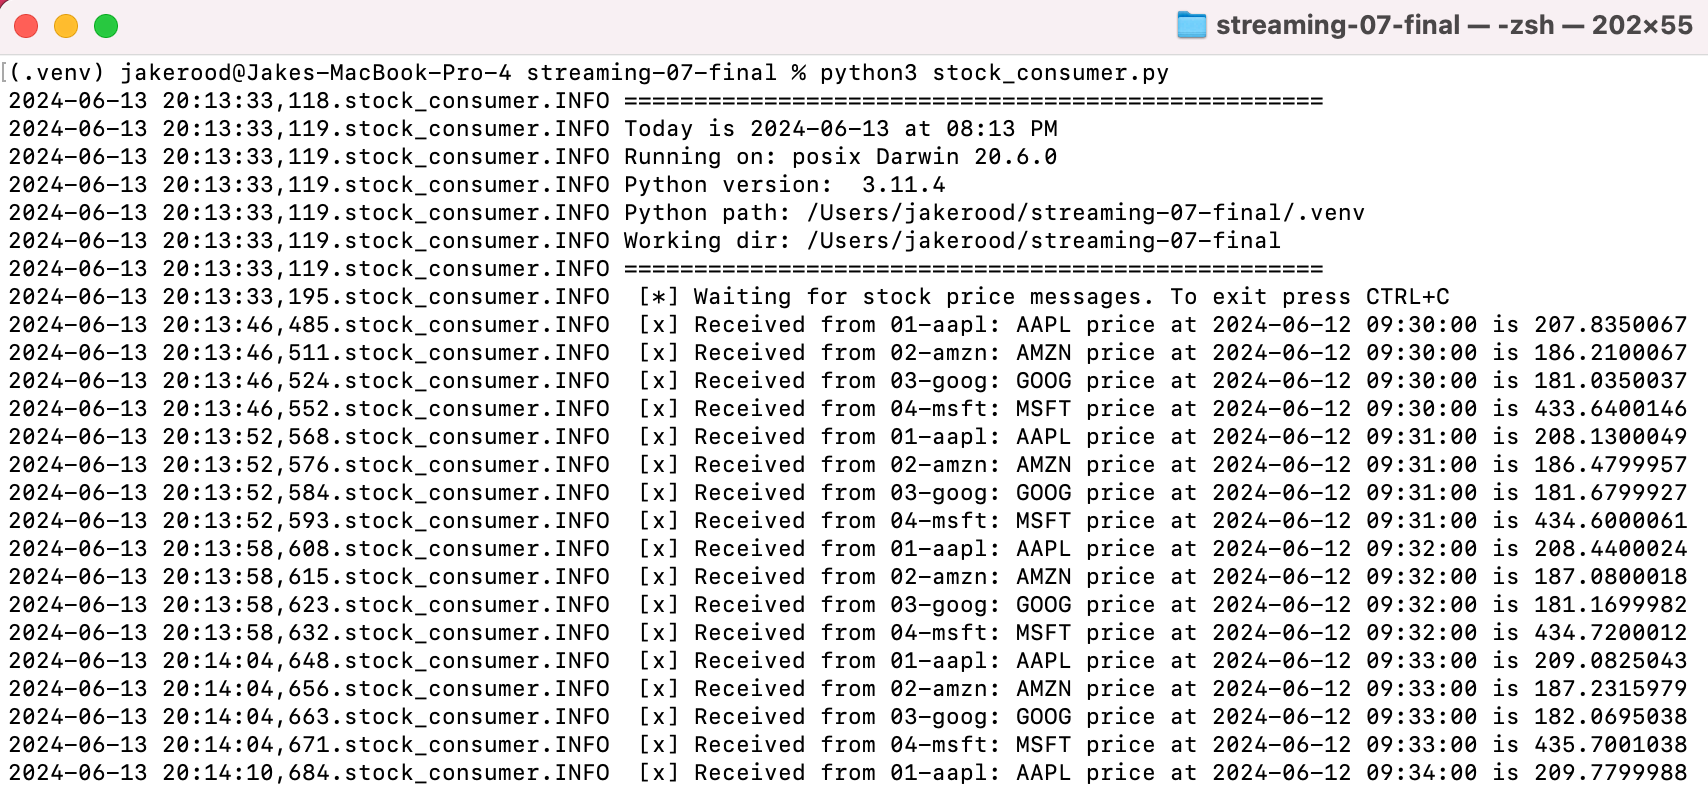 streaming-07-final — -zsh — 202×55
(.venv) jakerood@Jakes-MacBook-Pro-4 streaming-07-final % python3 stock_consumer.py
2024-06-13 20:13:33,118.stock_consumer.INFO ==================================================
2024-06-13 20:13:33,119.stock_consumer.INFO Today is 2024-06-13 at 08:13 PM
2024-06-13 20:13:33,119.stock_consumer.INFO Running on: posix Darwin 20.6.0
2024-06-13 20:13:33,119.stock_consumer.INFO Python version:  3.11.4
2024-06-13 20:13:33,119.stock_consumer.INFO Python path: /Users/jakerood/streaming-07-final/.venv
2024-06-13 20:13:33,119.stock_consumer.INFO Working dir: /Users/jakerood/streaming-07-final
2024-06-13 20:13:33,119.stock_consumer.INFO ==================================================
2024-06-13 20:13:33,195.stock_consumer.INFO  [*] Waiting for stock price messages. To exit press CTRL+C
2024-06-13 20:13:46,485.stock_consumer.INFO  [x] Received from 01-aapl: AAPL price at 2024-06-12 09:30:00 is 207.8350067
2024-06-13 20:13:46,511.stock_consumer.INFO  [x] Received from 02-amzn: AMZN price at 2024-06-12 09:30:00 is 186.2100067
2024-06-13 20:13:46,524.stock_consumer.INFO  [x] Received from 03-goog: GOOG price at 2024-06-12 09:30:00 is 181.0350037
2024-06-13 20:13:46,552.stock_consumer.INFO  [x] Received from 04-msft: MSFT price at 2024-06-12 09:30:00 is 433.6400146
2024-06-13 20:13:52,568.stock_consumer.INFO  [x] Received from 01-aapl: AAPL price at 2024-06-12 09:31:00 is 208.1300049
2024-06-13 20:13:52,576.stock_consumer.INFO  [x] Received from 02-amzn: AMZN price at 2024-06-12 09:31:00 is 186.4799957
2024-06-13 20:13:52,584.stock_consumer.INFO  [x] Received from 03-goog: GOOG price at 2024-06-12 09:31:00 is 181.6799927
2024-06-13 20:13:52,593.stock_consumer.INFO  [x] Received from 04-msft: MSFT price at 2024-06-12 09:31:00 is 434.6000061
2024-06-13 20:13:58,608.stock_consumer.INFO  [x] Received from 01-aapl: AAPL price at 2024-06-12 09:32:00 is 208.4400024
2024-06-13 20:13:58,615.stock_consumer.INFO  [x] Received from 02-amzn: AMZN price at 2024-06-12 09:32:00 is 187.0800018
2024-06-13 20:13:58,623.stock_consumer.INFO  [x] Received from 03-goog: GOOG price at 2024-06-12 09:32:00 is 181.1699982
2024-06-13 20:13:58,632.stock_consumer.INFO  [x] Received from 04-msft: MSFT price at 2024-06-12 09:32:00 is 434.7200012
2024-06-13 20:14:04,648.stock_consumer.INFO  [x] Received from 01-aapl: AAPL price at 2024-06-12 09:33:00 is 209.0825043
2024-06-13 20:14:04,656.stock_consumer.INFO  [x] Received from 02-amzn: AMZN price at 2024-06-12 09:33:00 is 187.2315979
2024-06-13 20:14:04,663.stock_consumer.INFO  [x] Received from 03-goog: GOOG price at 2024-06-12 09:33:00 is 182.0695038
2024-06-13 20:14:04,671.stock_consumer.INFO  [x] Received from 04-msft: MSFT price at 2024-06-12 09:33:00 is 435.7001038
2024-06-13 20:14:10,684.stock_consumer.INFO  [x] Received from 01-aapl: AAPL price at 2024-06-12 09:34:00 is 209.7799988